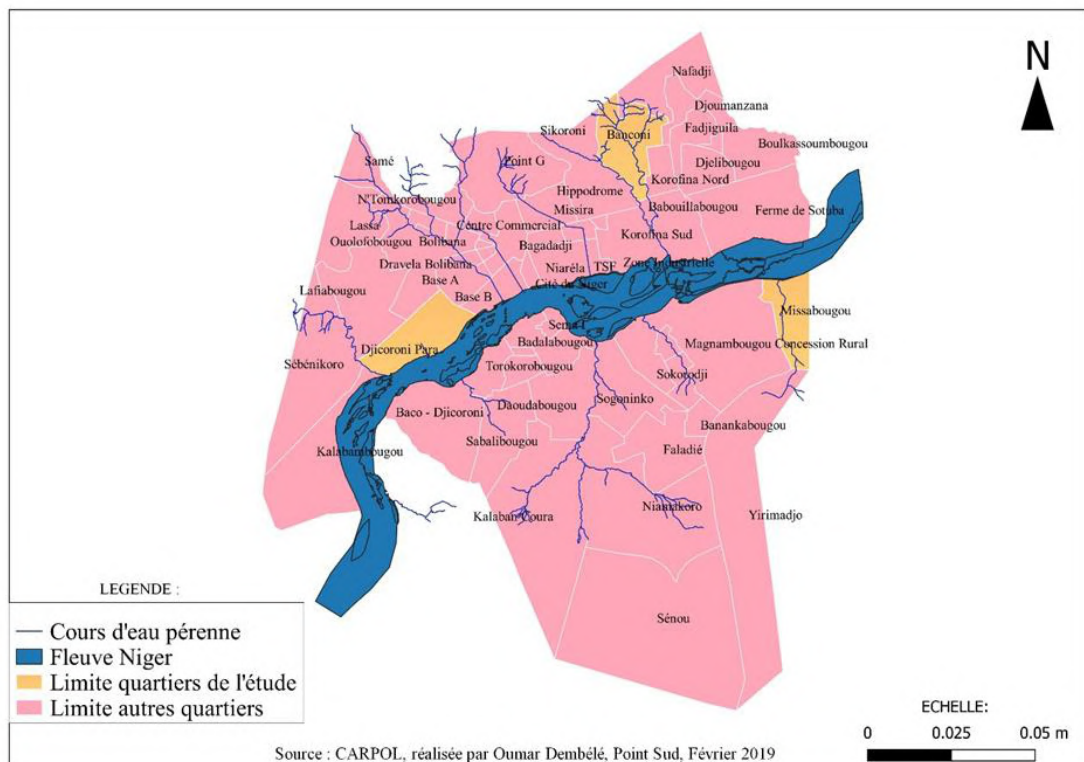 N
Nafadji
Djoumanzana
Sikoroni
Banconi
Fadjiguila
Boulkassoumbougou
Samé
Point G
Djelibougou
Korofina Nord
N'Tomkorobougou
Hippodrome
Babouillabougou
Ferme de Sotuba
Missira
Lassa
Centre Commercial
Korofina Sud
Ouolofobougou
Bolibana
Bagadadji
Dravela Bolibana
Niaréla
TSF
Zone Industrielle
Base A
Cité du Niger
Lafiabougou
Base B
Missabougou
Sema I
Djicoroni Para
Badalabougou
Magnambougou
Concession Rural
Sébénikoro
Torokorobougou
Sokorodji
Baco - Djicoroni
Daoudabougou
Sogoninko
Banankabougou
Sabalibougou
Kalabambougou
Faladié
Kalaban Coura
Niamakoro
Yirimadjo
Sénou
LEGENDE :
Cours d'eau pérenne
Fleuve Niger
Limite quartiers de l'étude
Limite autres quartiers
ECHELLE:
0 0.025 0.05 m
Source : CARPOL, réalisée par Oumar Dembélé, Point Sud, Février 2019